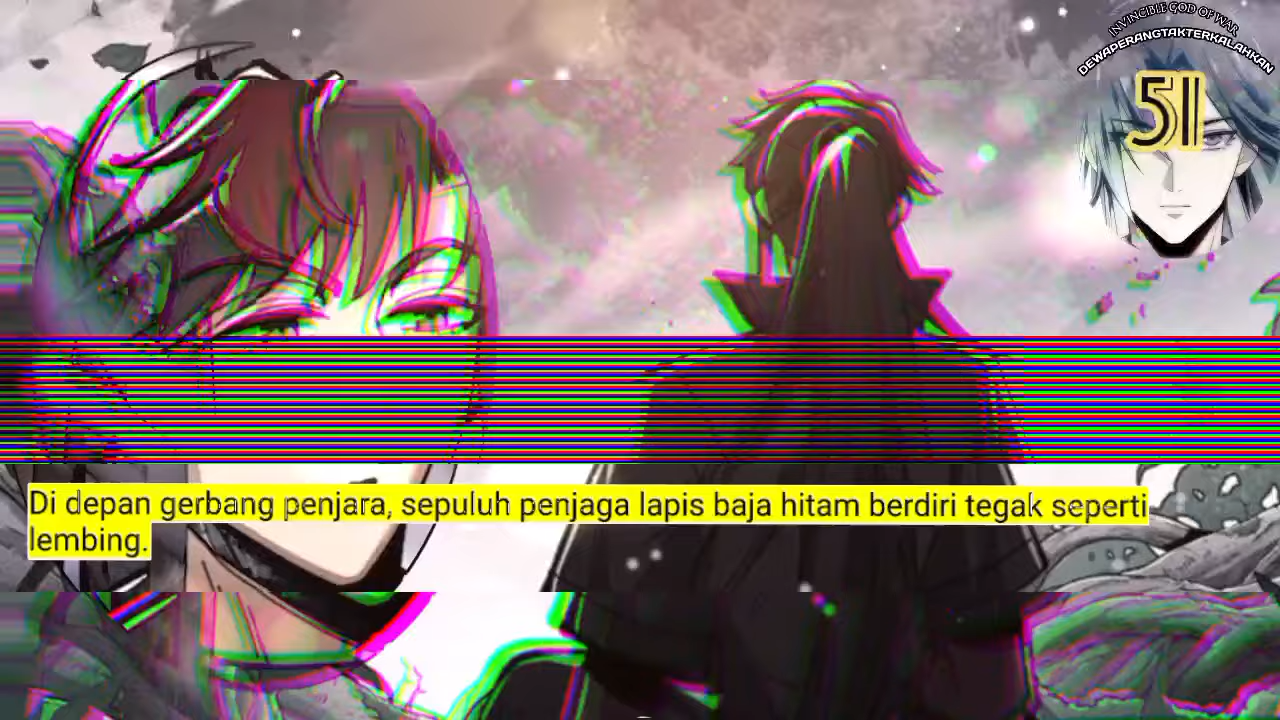 INVINCIBLE GOD OF WAR
DEWAPERANGTAKTERKALAHKAN
51
Di depan gerbang penjara, sepuluh penjaga lapis baja hitam berdiri tegak seperti
lembing.